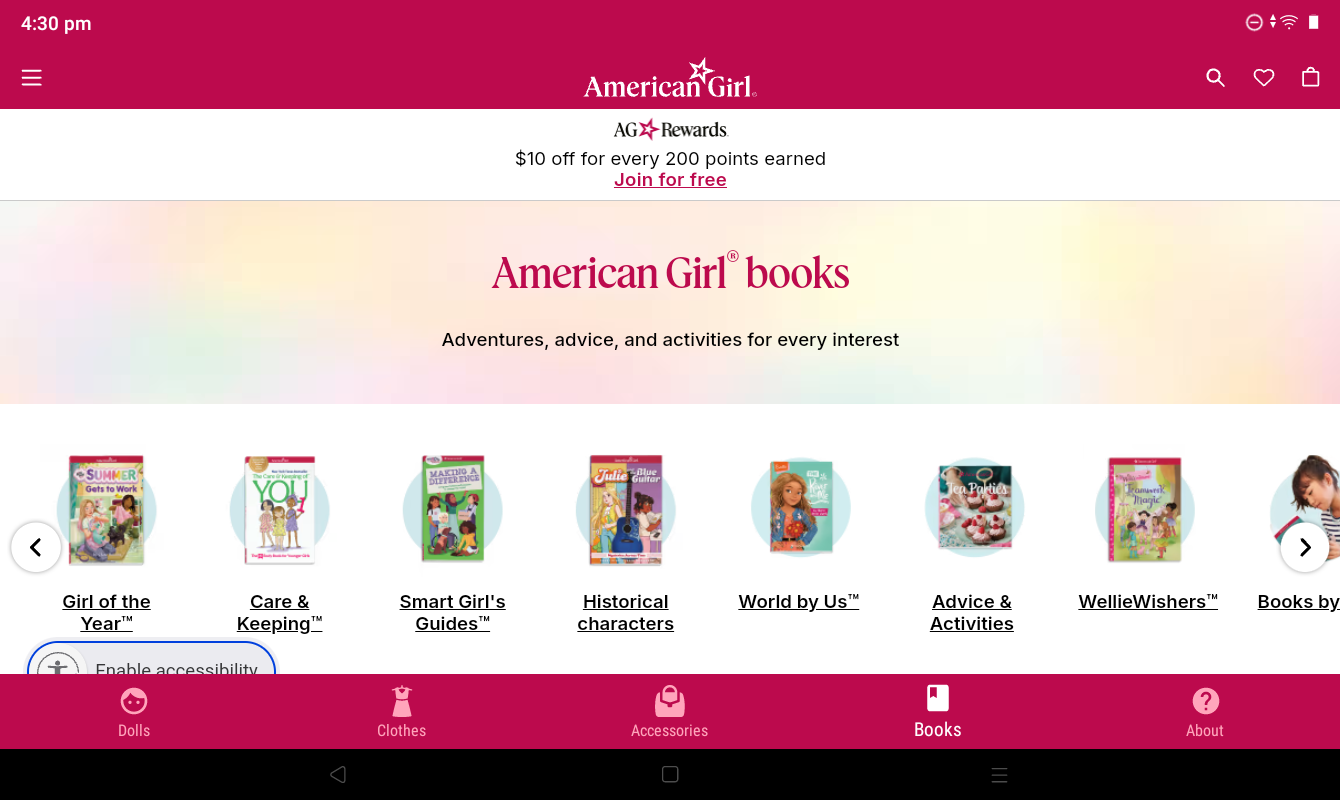 4:30 pm
American Girl
AG Rewards
$10 off for every 200 points earned
Join for free
American Girl® books
Adventures, advice, and activities for every interest
SUMMER
Gets to Work
The Care & Keeping of
YOU
1
MAKING A
DIFFERENCE
Julie and the Blue
Guitar
Tea Parties
Teamwork
Magic
Girl of the
Year™
Care &
Keeping™
Smart Girl's
Guides™
Historical
characters
World by Us™
Advice &
Activities
WellieWishers™
Books by
Enable accessibility
Dolls
Clothes
Accessories
Books
About